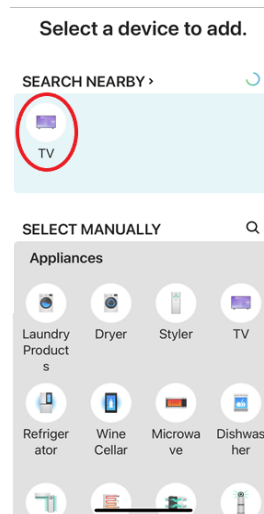 Select a device to add.
SEARCH NEARBY >
TV
SELECT MANUALLY
Appliances
Laundry Dryer Styler TV
Product
s
Refriger Wine Microwa Dishwas
ator Cellar ve her